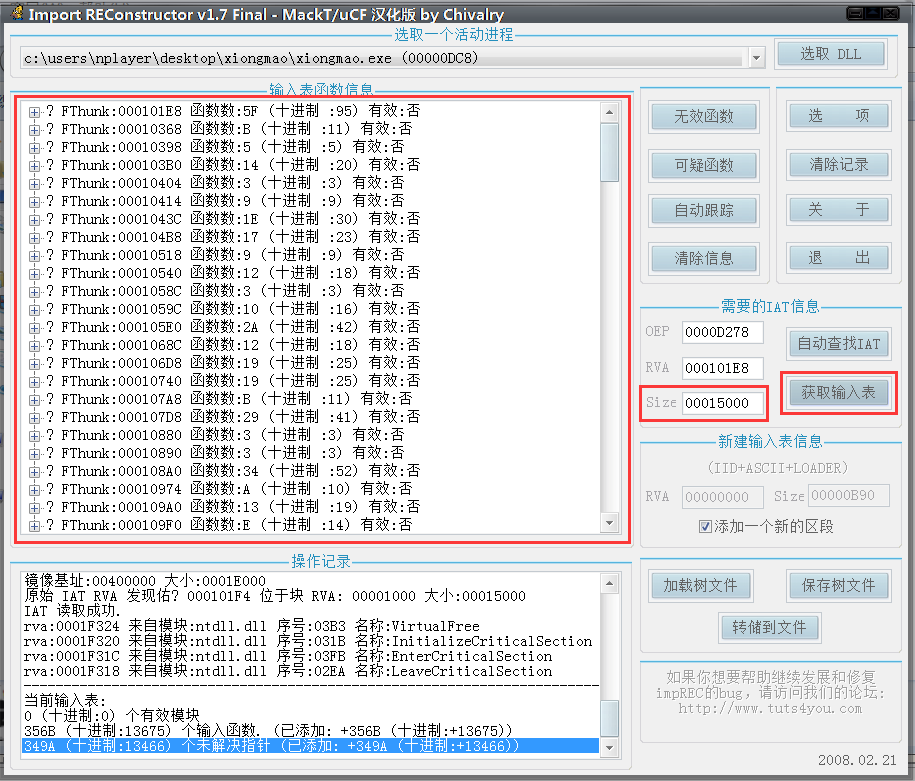 Import REConstructor v1.7 Final - MackT/uCF 汉化版 by Chivalry
选取一个活动进程
c:\users\nplayer\desktop\xiongmao\xiongmao.exe (00000DC8)
选取 DLL
输入表函数信息
? FThunk:000101E8 函数数:5F (十进制 :95) 有效:否
? FThunk:00010368 函数数:B (十进制 :11) 有效:否
? FThunk:00010398 函数数:5 (十进制 :5) 有效:否
? FThunk:000103B0 函数数:14 (十进制 :20) 有效:否
? FThunk:00010404 函数数:3 (十进制 :3) 有效:否
? FThunk:00010414 函数数:9 (十进制 :9) 有效:否
? FThunk:0001043C 函数数:1E (十进制 :30) 有效:否
? FThunk:000104B8 函数数:17 (十进制 :23) 有效:否
? FThunk:00010518 函数数:9 (十进制 :9) 有效:否
? FThunk:00010540 函数数:12 (十进制 :18) 有效:否
? FThunk:0001058C 函数数:3 (十进制 :3) 有效:否
? FThunk:0001059C 函数数:10 (十进制 :16) 有效:否
? FThunk:000105E0 函数数:2A (十进制 :42) 有效:否
? FThunk:0001068C 函数数:12 (十进制 :18) 有效:否
? FThunk:000106D8 函数数:19 (十进制 :25) 有效:否
? FThunk:00010740 函数数:19 (十进制 :25) 有效:否
? FThunk:000107A8 函数数:B (十进制 :11) 有效:否
? FThunk:000107D8 函数数:29 (十进制 :41) 有效:否
? FThunk:00010880 函数数:3 (十进制 :3) 有效:否
? FThunk:00010890 函数数:3 (十进制 :3) 有效:否
? FThunk:000108A0 函数数:34 (十进制 :52) 有效:否
? FThunk:00010974 函数数:A (十进制 :10) 有效:否
? FThunk:000109A0 函数数:13 (十进制 :19) 有效:否
? FThunk:000109F0 函数数:E (十进制 :14) 有效:否
无效函数
可疑函数
自动跟踪
清除信息
选 项
清除记录
关 于
退 出
需要的IAT信息
OEP 0000D278
自动查找IAT
RVA 000101E8
Size 00015000
获取输入表
新建输入表信息
(IID+ASCII+LOADER)
RVA 00000000 Size 00000B90
添加一个新的区段
操作记录
镜像基址:00400000 大小:0001E000
原始 IAT RVA 发现佑? 000101F4 位于块 RVA: 00001000 大小:00015000
IAT 读取成功.
rva:0001F324 来自模块:ntdll.dll 序号:03B3 名称:VirtualFree
rva:0001F320 来自模块:ntdll.dll 序号:031B 名称:InitializeCriticalSection
rva:0001F31C 来自模块:ntdll.dll 序号:03FB 名称:EnterCriticalSection
rva:0001F318 来自模块:ntdll.dll 序号:02EA 名称:LeaveCriticalSection
当前输入表:
0 (十进制:0) 个有效模块
356B (十进制:13675) 个输入函数. (已添加: +356B (十进制:+13675))
349A (十进制:13466) 个未解决指针 (已添加: +349A (十进制:+13466))
加载树文件
保存树文件
转储到文件
如果你想要帮助继续发展和修复
impREC的bug, 请访问我们的论坛:
http://www.tuts4you.com
2008.02.21